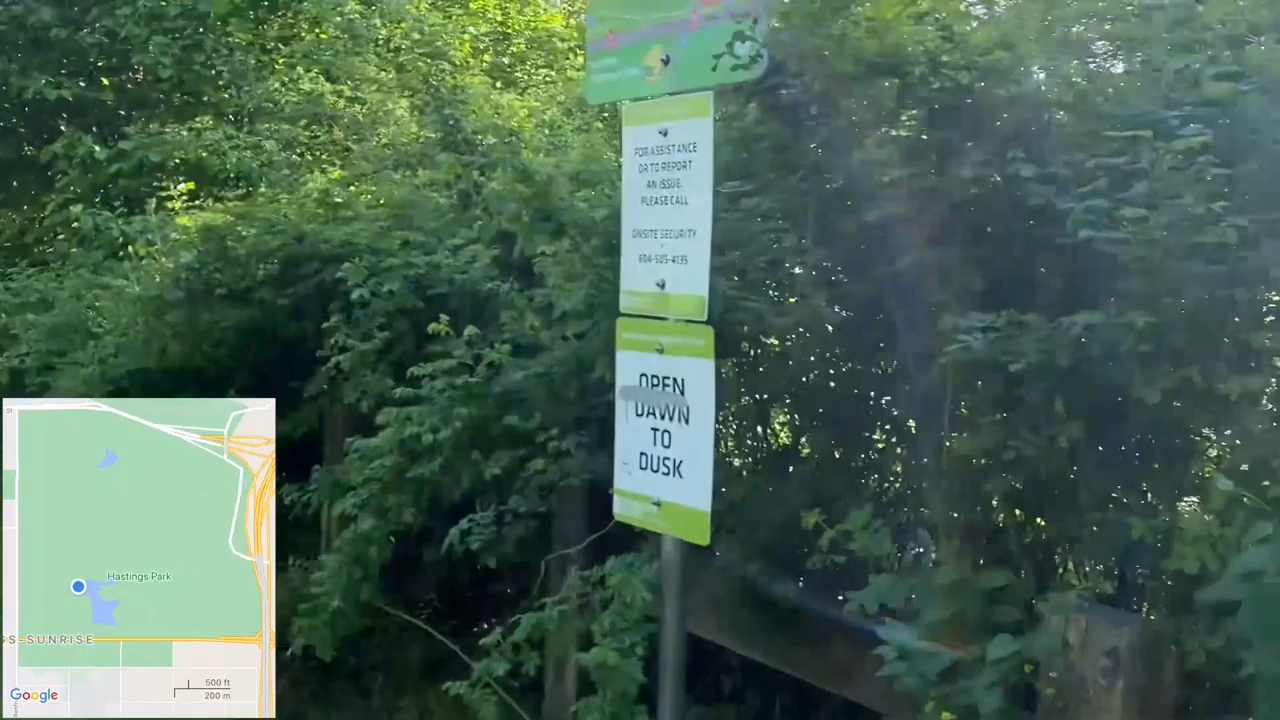 FOR ASSISTANCE
OR TO REPORT
AN ISSUE,
PLEASE CALL
ONSITE SECURITY
604-505-4135
OPEN
DAWN
TO
DUSK
Hastings Park
GS-SUNRISE
500 ft
200 m
Google